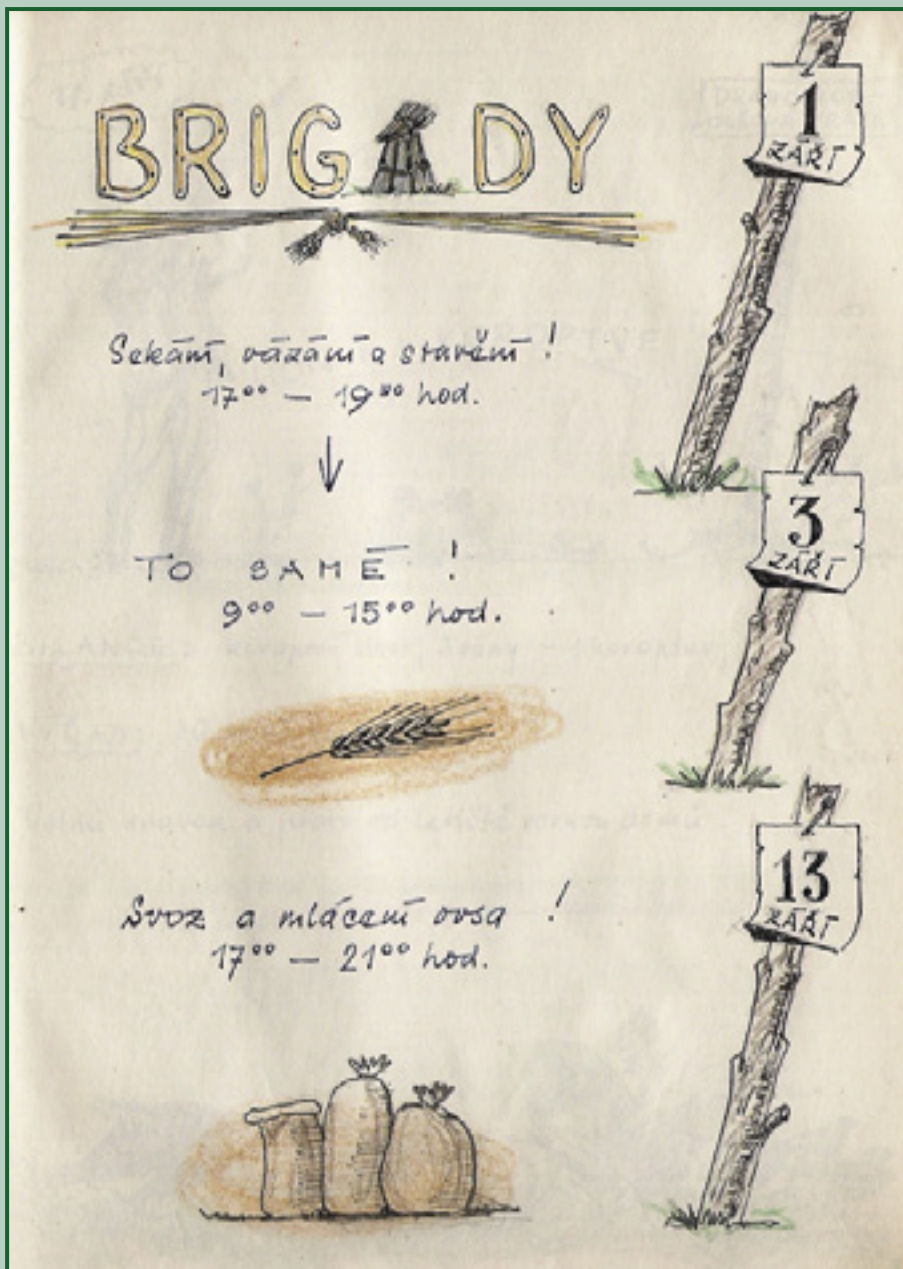 BRIGADY
1
ZÁŘÍ
Sekání, vázání a stavění!
17⁰⁰ – 19⁰⁰ hod.
3
ZÁŘÍ
TO SAMÉ!
9⁰⁰ – 15⁰⁰ hod.
13
ZÁŘÍ
Svoz a mlácení ovsa!
17⁰⁰ – 21⁰⁰ hod.